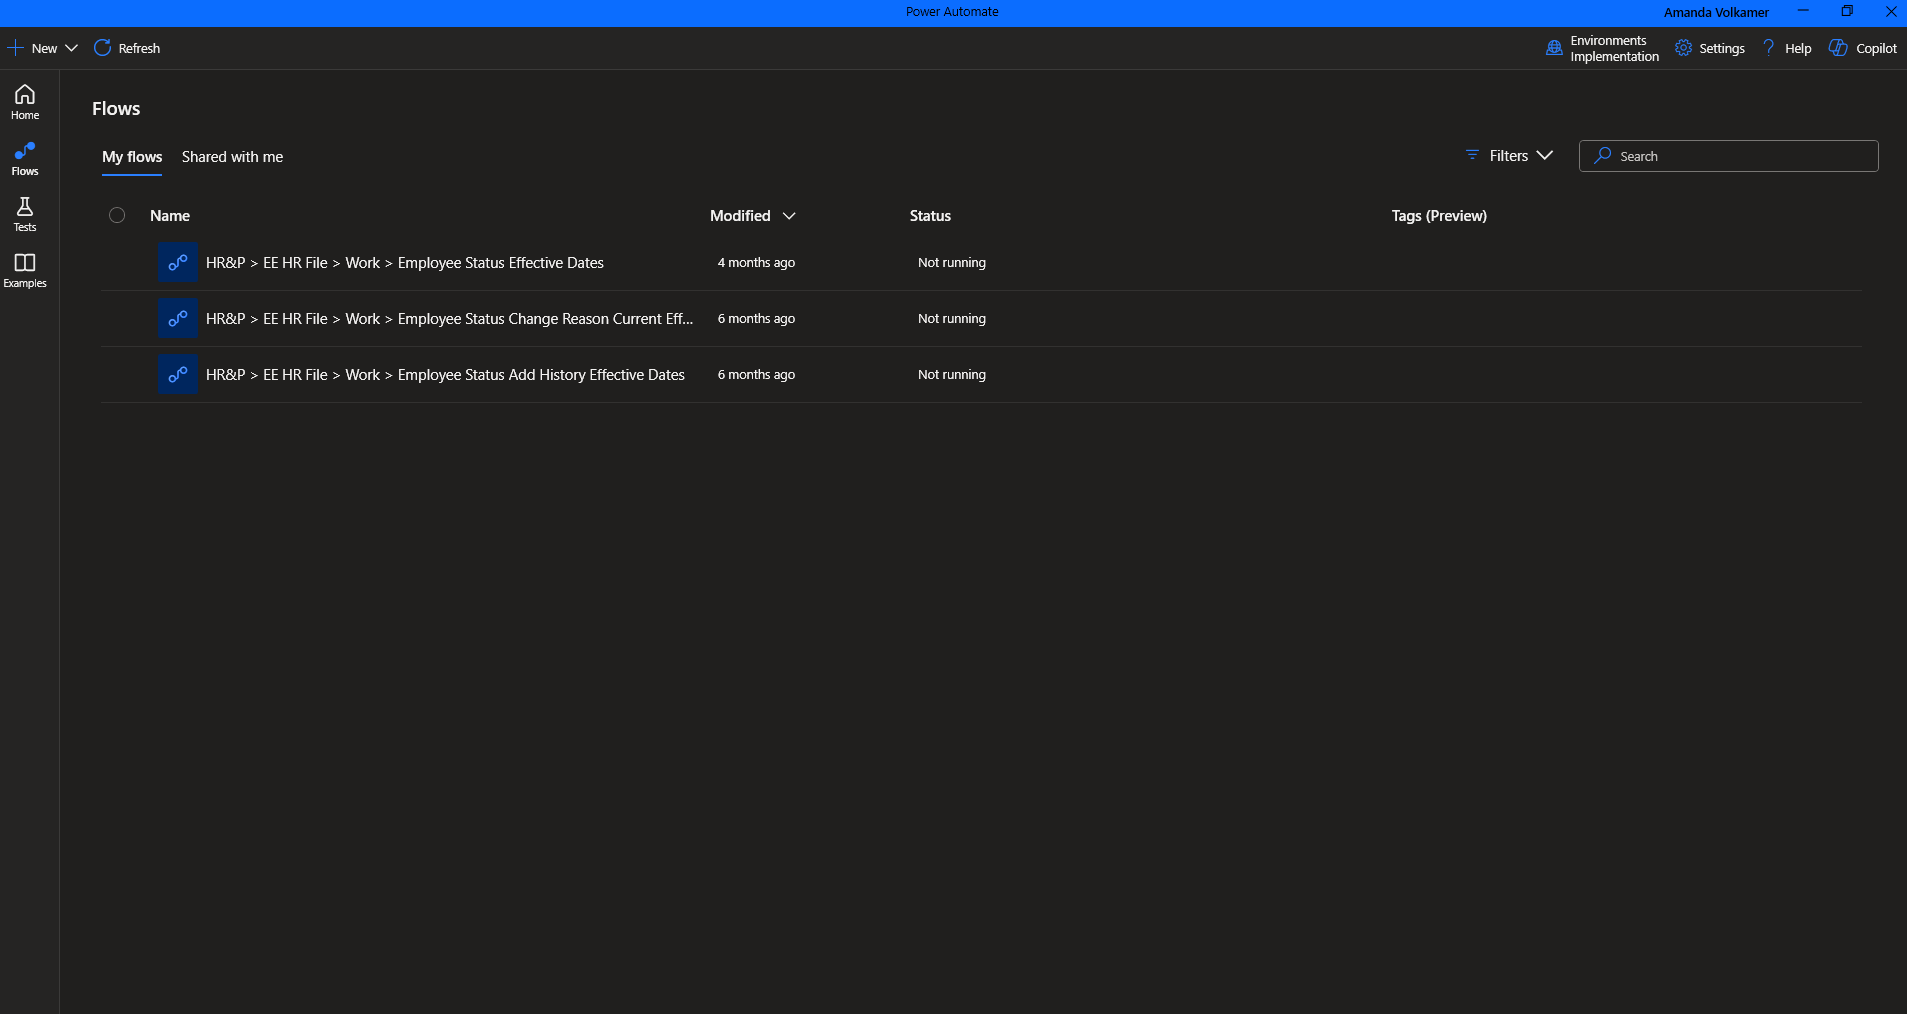 Power Automate
Amanda Volkamer
New
Refresh
Environments
Implementation
Settings
Help
Copilot
Home
Flows
Tests
Examples
Flows
My flows
Shared with me
Filters
Search
Name
Modified
Status
Tags (Preview)
HR&P > EE HR File > Work > Employee Status Effective Dates
4 months ago
Not running
HR&P > EE HR File > Work > Employee Status Change Reason Current Eff...
6 months ago
Not running
HR&P > EE HR File > Work > Employee Status Add History Effective Dates
6 months ago
Not running